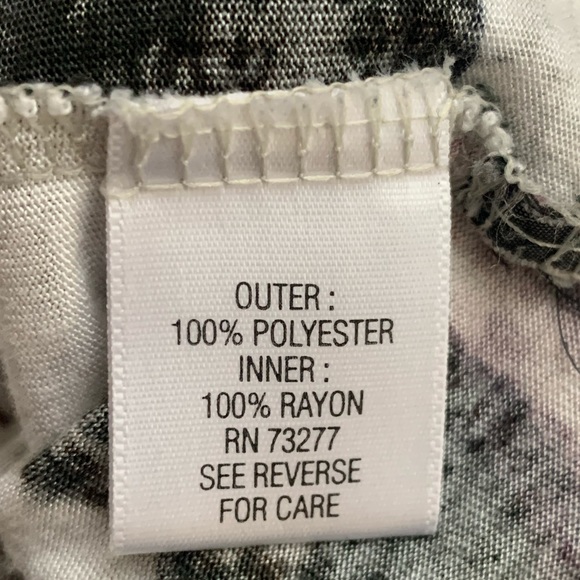 OUTER :
100% POLYESTER
INNER :
100% RAYON
RN 73277
SEE REVERSE
FOR CARE